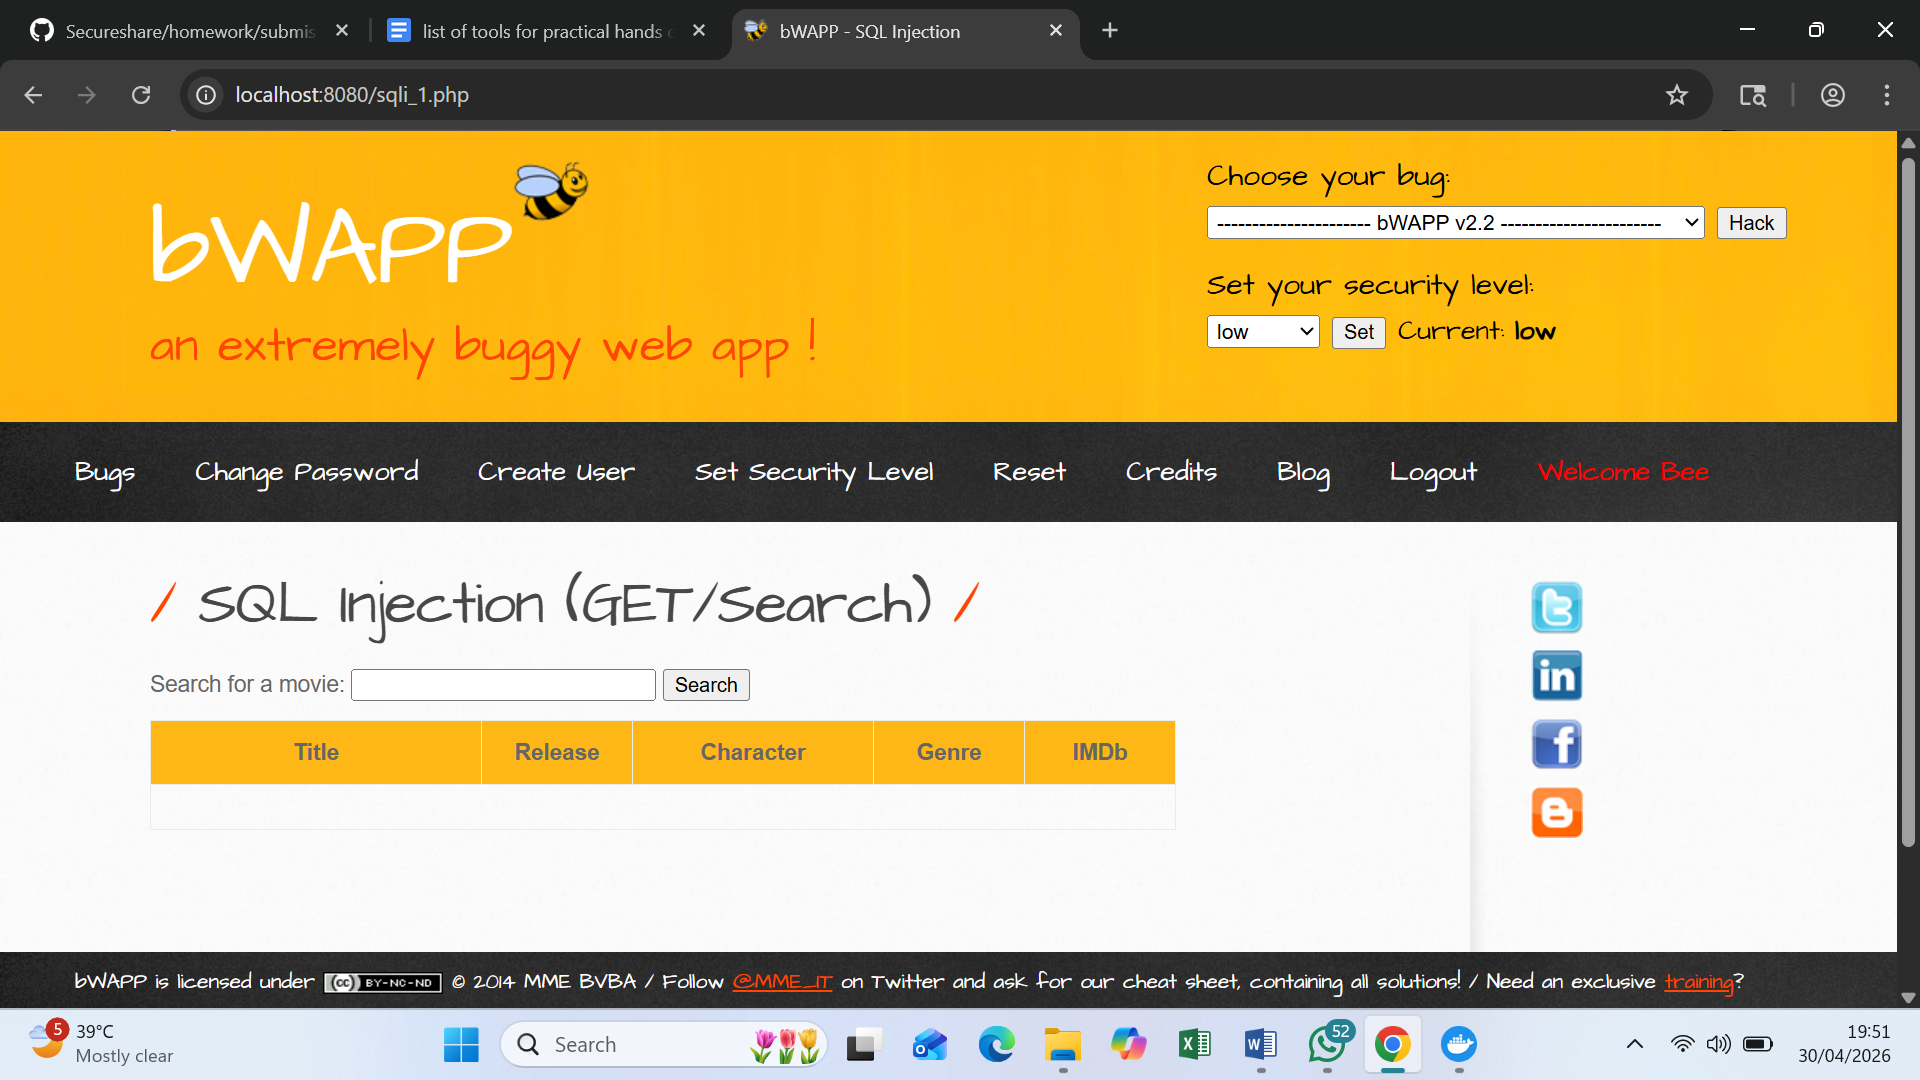 Secureshare/homework/submis
list of tools for practical hands o
bWAPP - SQL Injection
localhost:8080/sqli_1.php
bWAPP
an extremely buggy web app !
Choose your bug:
---------------------- bWAPP v2.2 -----------------------
Hack
Set your security level:
low
Set
Current: low
Bugs
Change Password
Create User
Set Security Level
Reset
Credits
Blog
Logout
Welcome Bee
/ SQL Injection (GET/Search) /
Search for a movie:
Search
Title
Release
Character
Genre
IMDb
bWAPP is licensed under (cc) BY-NC-ND © 2014 MME BVBA / Follow @MME_IT on Twitter and ask for our cheat sheet, containing all solutions! / Need an exclusive training?
5
39°C
Mostly clear
Search
52
19:51
30/04/2026